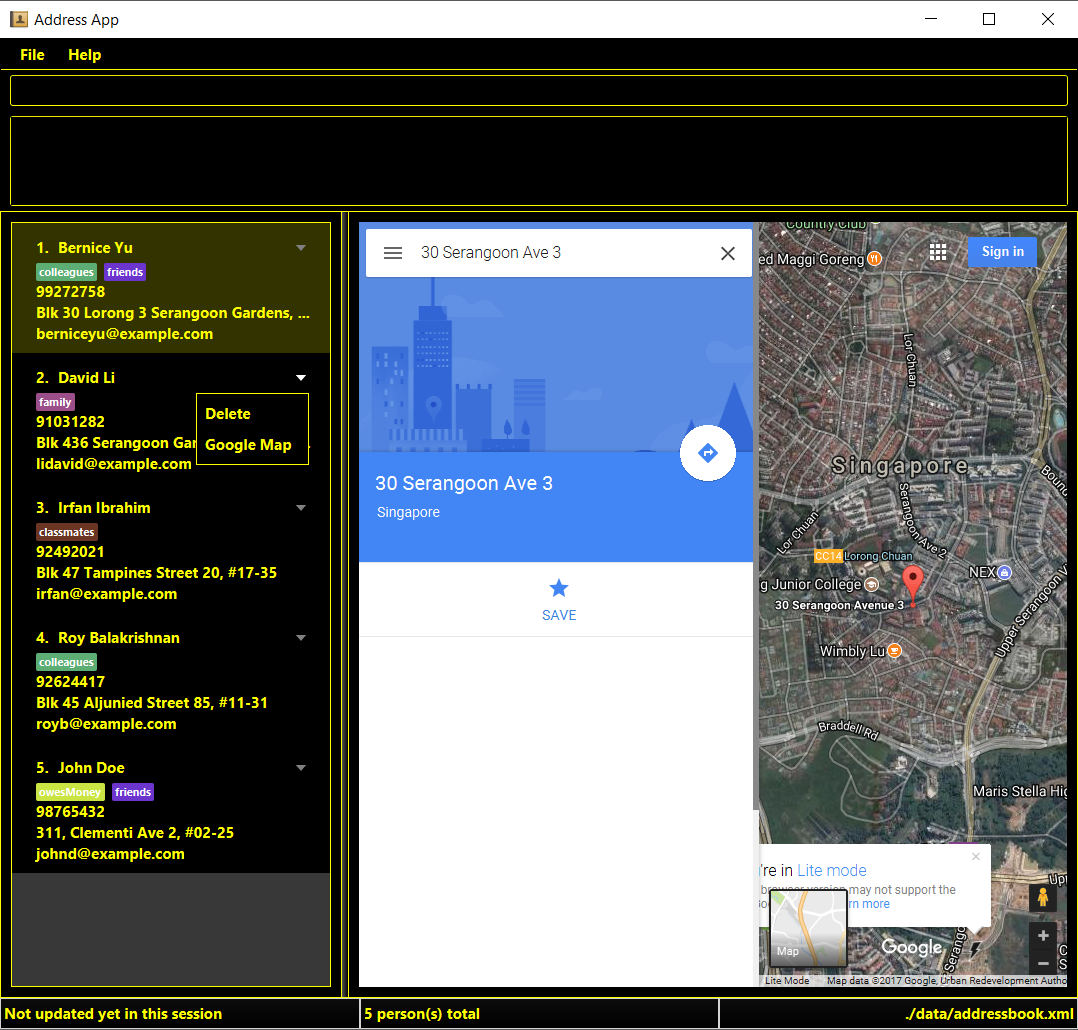 Address App
File Help
1. Bernice Yu
colleagues friends
99272758
Blk 30 Lorong 3 Serangoon Gardens, ...
berniceyu@example.com
2. David Li
family
91031282
Blk 436 Serangoon Gar
lidavid@example.com
Delete
Google Map
3. Irfan Ibrahim
classmates
92492021
Blk 47 Tampines Street 20, #17-35
irfan@example.com
4. Roy Balakrishnan
colleagues
92624417
Blk 45 Aljunied Street 85, #11-31
royb@example.com
5. John Doe
owesMoney friends
98765432
311, Clementi Ave 2, #02-25
johnd@example.com
30 Serangoon Ave 3
30 Serangoon Ave 3
Singapore
SAVE
Country Club
ed Maggi Goreng
Sign in
Lor Chuan
Singapore
Boun
Serangoon Ave 2
Lor Chuan
CC14 Lorong Chuan
NEX
g Junior College
30 Serangoon Avenue 3
Upper Serangoon
Wimbly Lu
Braddell Rd
Maris Stella Hig
're in Lite mode
browser version may not support the
rn more
Upp
Map
Google
Serango
Lite Mode Map data ©2017 Google, Urban Redevelopment Autho
Not updated yet in this session
5 person(s) total
./data/addressbook.xml